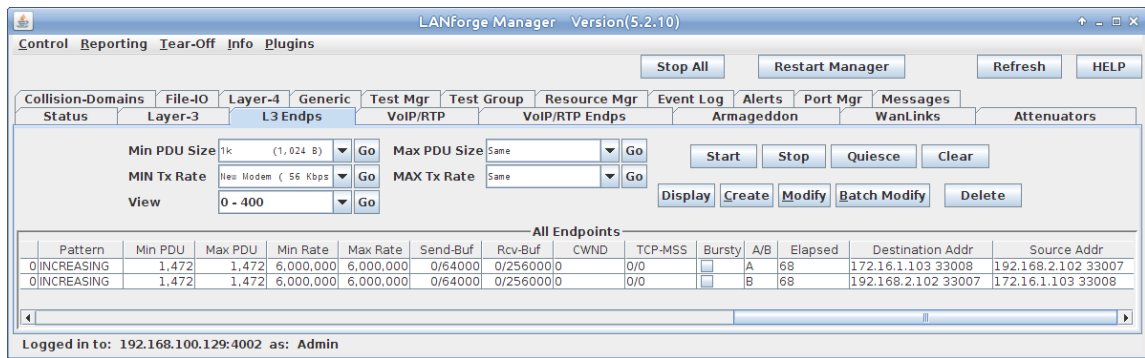 LANforge Manager Version(5.2.10)
Control Reporting Tear-Off Info Plugins
Stop All Restart Manager Refresh HELP
Collision-Domains File-IO Layer-4 Generic Test Mgr Test Group Resource Mgr Event Log Alerts Port Mgr Messages
Status Layer-3 L3 Endps VoIP/RTP VoIP/RTP Endps Armageddon WanLinks Attenuators
Min PDU Size 1k (1,024 B) Go Max PDU Size Same Go Start Stop Quiesce Clear
MIN Tx Rate New Modem ( 56 Kbps Go MAX Tx Rate Same Go
View 0 - 400 Go Display Create Modify Batch Modify Delete
All Endpoints
Pattern Min PDU Max PDU Min Rate Max Rate Send-Buf Rcv-Buf CWND TCP-MSS Bursty A/B Elapsed Destination Addr Source Addr
0 INCREASING 1,472 1,472 6,000,000 6,000,000 0/64000 0/256000 0 0/0 A 68 172.16.1.103 33008 192.168.2.102 33007
0 INCREASING 1,472 1,472 6,000,000 6,000,000 0/64000 0/256000 0 0/0 B 68 192.168.2.102 33007 172.16.1.103 33008
Logged in to: 192.168.100.129:4002 as: Admin